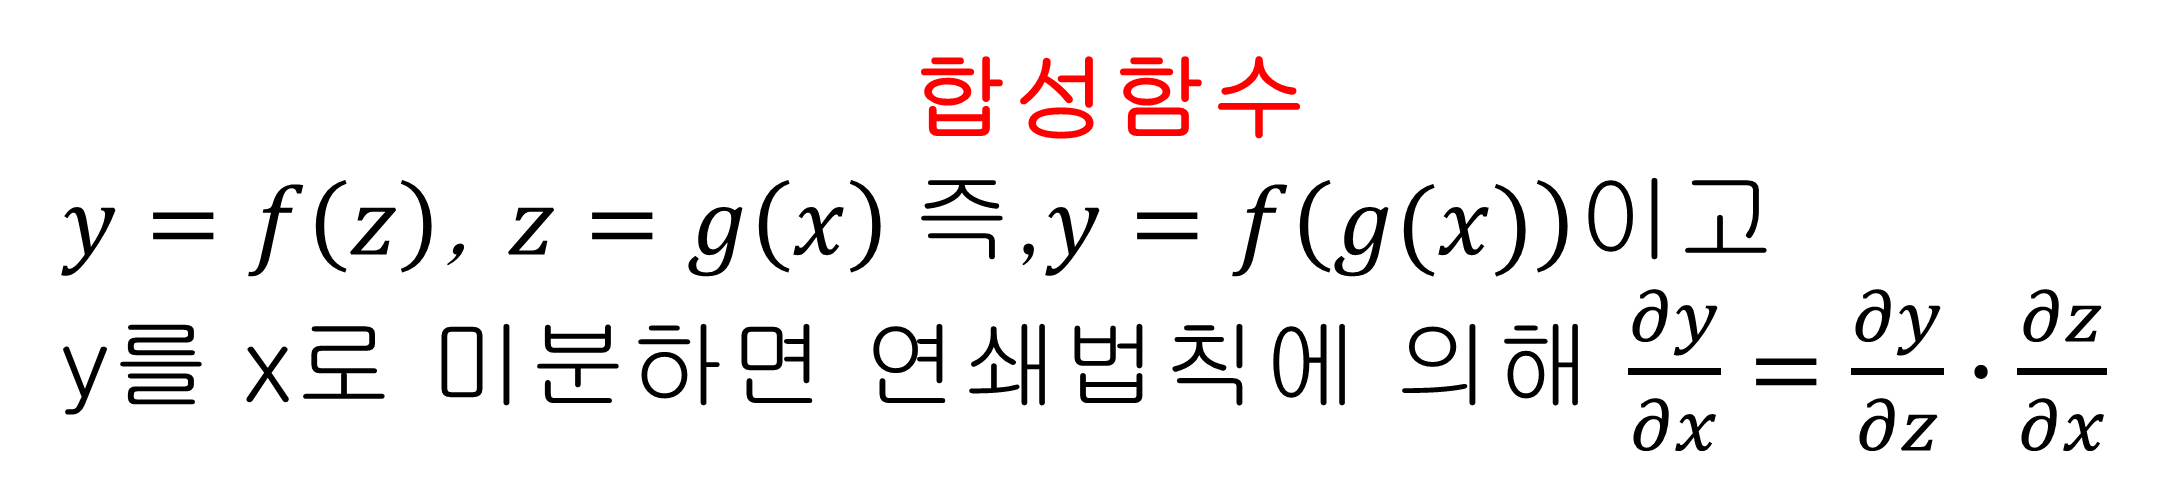 합성함수
y = f(z), z = g(x) 즉,y = f(g(x))이고
y를 x로 미분하면 연쇄법칙에 의해 ∂y/∂x = ∂y/∂z · ∂z/∂x